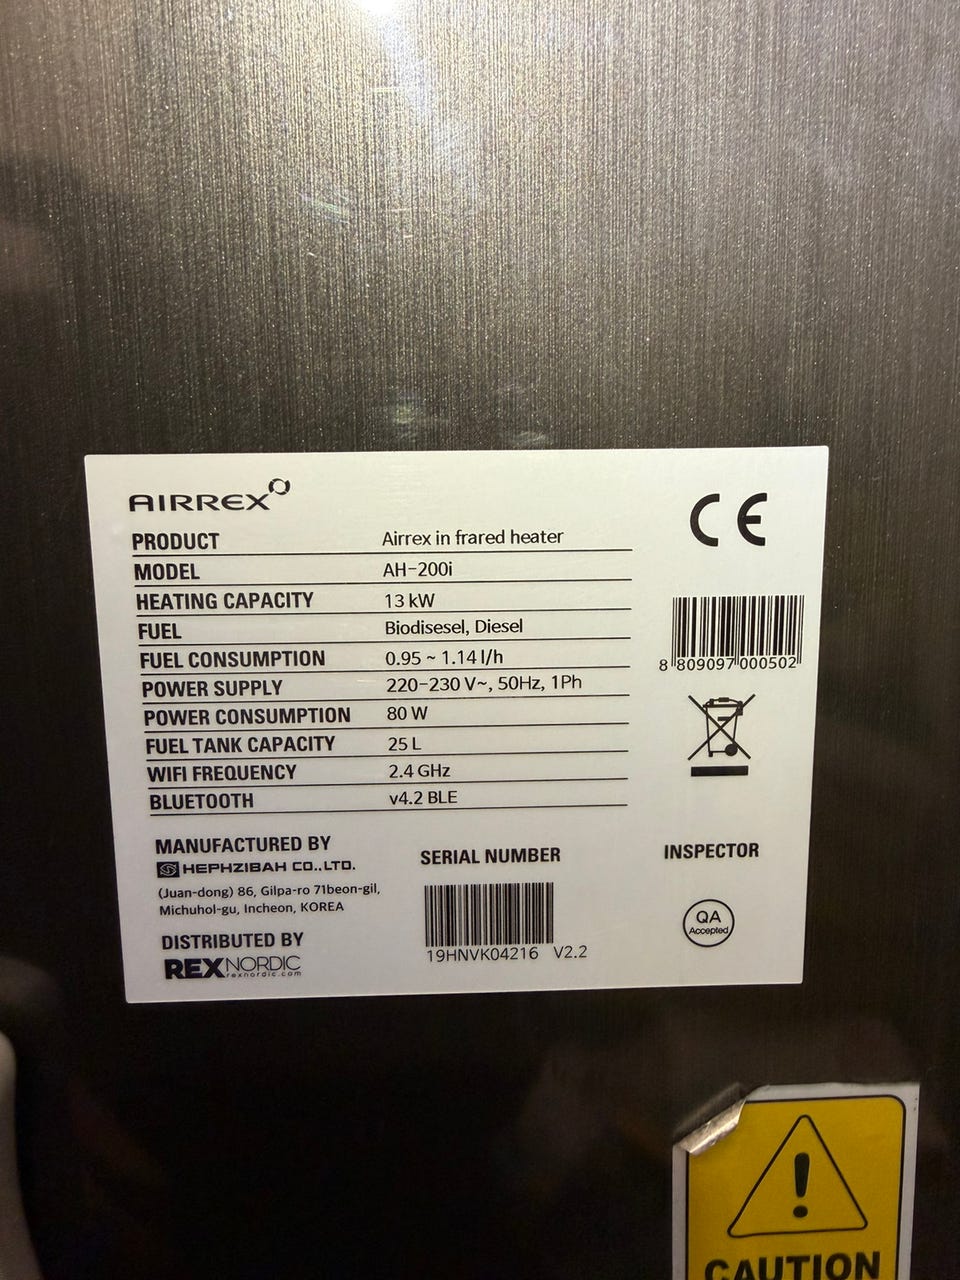 AIRREX
PRODUCT Airrex in frared heater
MODEL AH-200i
HEATING CAPACITY 13 kW
FUEL Biodisesel, Diesel
FUEL CONSUMPTION 0.95 ~ 1.14 l/h
POWER SUPPLY 220-230 V~, 50Hz, 1Ph
POWER CONSUMPTION 80 W
FUEL TANK CAPACITY 25 L
WIFI FREQUENCY 2.4 GHz
BLUETOOTH v4.2 BLE
CE
8 809097 000502
MANUFACTURED BY
HEPHZIBAH CO.,LTD.
(Juan-dong) 86, Gilpa-ro 71beon-gil,
Michuhol-gu, Incheon, KOREA
DISTRIBUTED BY
REXNORDIC
rexnordic.com
SERIAL NUMBER
19HNVK04216 V2.2
INSPECTOR
QA
Accepted
CAUTION